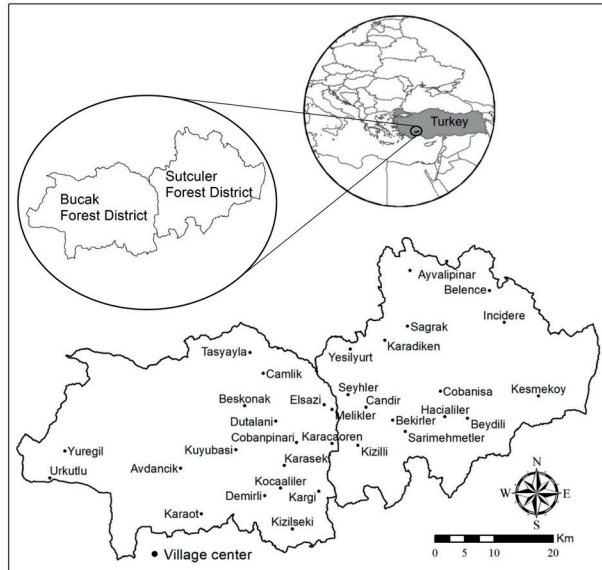 Turkey
Sutculer
Forest District
Bucak
Forest District
Ayvalipinar
Belence
Incidere
Sagrak
Karadiken
Yesilyurt
Tasyayla
Camlik
Seyhler
Cobanisa
Kesmekoy
Beskonak
Elsazi
Candir
Melikler
Hacialiler
Dutalani
Bekirler
Beydili
Cobanpinari
Karacaoren
Sarimehmetler
Yuregil
Kuyubasi
Kizilli
Urkutlu
Avdancik
Karasek
Kocaaliler
Demirli
Kargi
Karaot
Kizilseki
Village center
N
W
E
S
Km
0 5 10 20